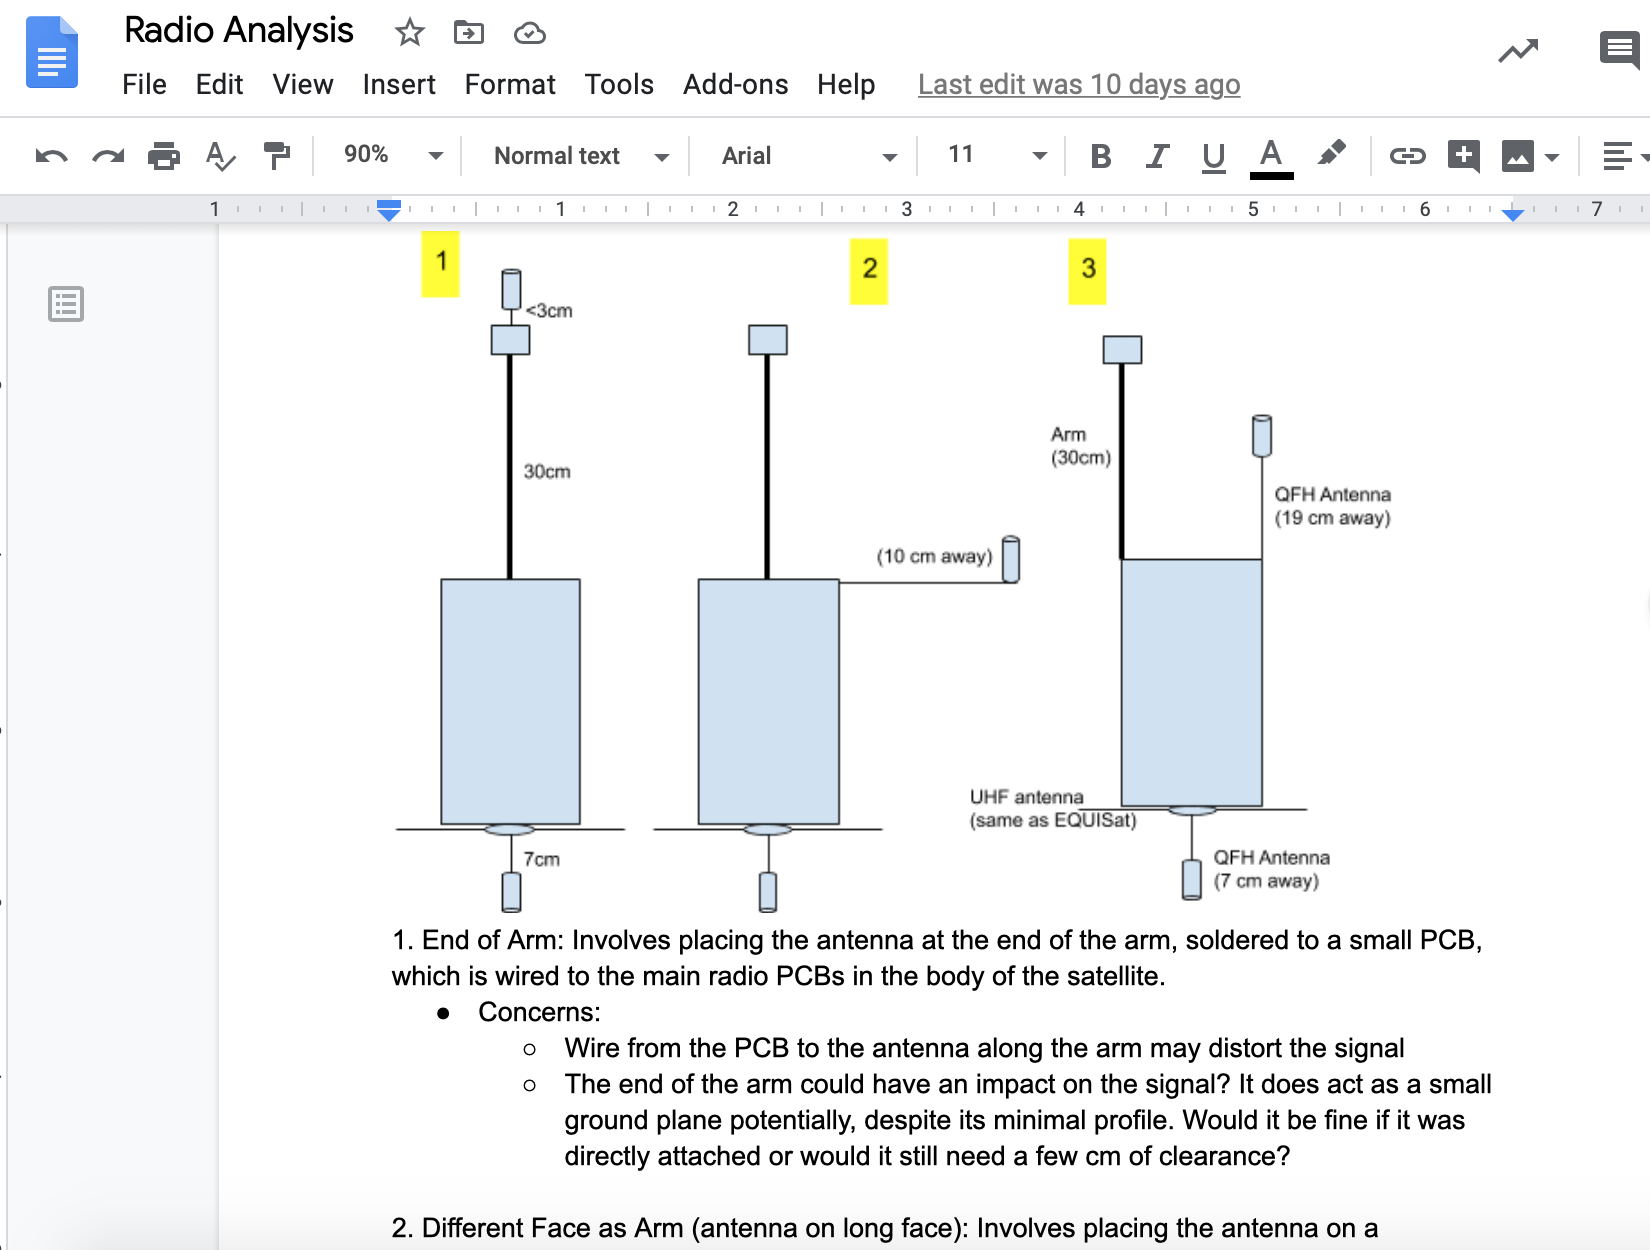 Radio Analysis
File Edit View Insert Format Tools Add-ons Help Last edit was 10 days ago
90% Normal text Arial 11 B I U A
1 1 2 3 4 5 6 7
1 2 3
<3cm
30cm
Arm
(30cm)
QFH Antenna
(19 cm away)
(10 cm away)
UHF antenna
(same as EQUISat)
7cm
QFH Antenna
(7 cm away)
1. End of Arm: Involves placing the antenna at the end of the arm, soldered to a small PCB,
which is wired to the main radio PCBs in the body of the satellite.
● Concerns:
○ Wire from the PCB to the antenna along the arm may distort the signal
○ The end of the arm could have an impact on the signal? It does act as a small
ground plane potentially, despite its minimal profile. Would it be fine if it was
directly attached or would it still need a few cm of clearance?
2. Different Face as Arm (antenna on long face): Involves placing the antenna on a